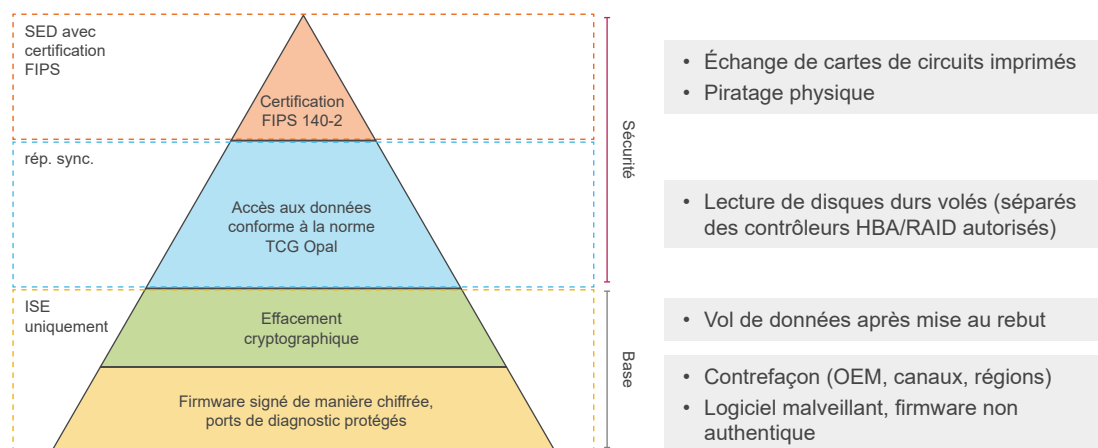 SED avec
certification
FIPS
Certification
FIPS 140-2
• Échange de cartes de circuits imprimés
• Piratage physique
Sécurité
rép. sync.
Accès aux données
conforme à la norme
TCG Opal
• Lecture de disques durs volés (séparés
des contrôleurs HBA/RAID autorisés)
ISE
uniquement
Effacement
cryptographique
• Vol de données après mise au rebut
Base
Firmware signé de manière chiffrée,
ports de diagnostic protégés
• Contrefaçon (OEM, canaux, régions)
• Logiciel malveillant, firmware non
authentique